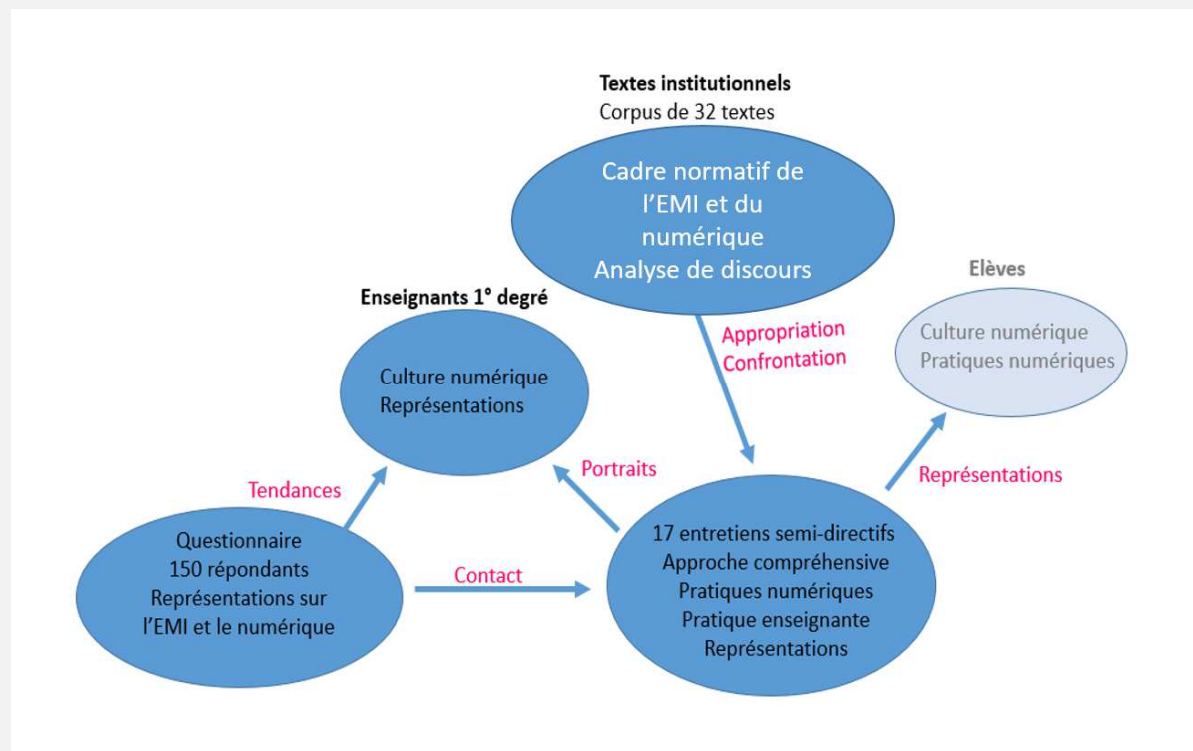 Textes institutionnels
Corpus de 32 textes
Cadre normatif de
l'EMI et du
numérique
Analyse de discours
Elèves
Culture numérique
Pratiques numériques
Enseignants 1° degré
Culture numérique
Représentations
Appropriation
Confrontation
Tendances
Portraits
Représentations
Questionnaire
150 répondants
Représentations sur
l'EMI et le numérique
Contact
17 entretiens semi-directifs
Approche compréhensive
Pratiques numériques
Pratique enseignante
Représentations